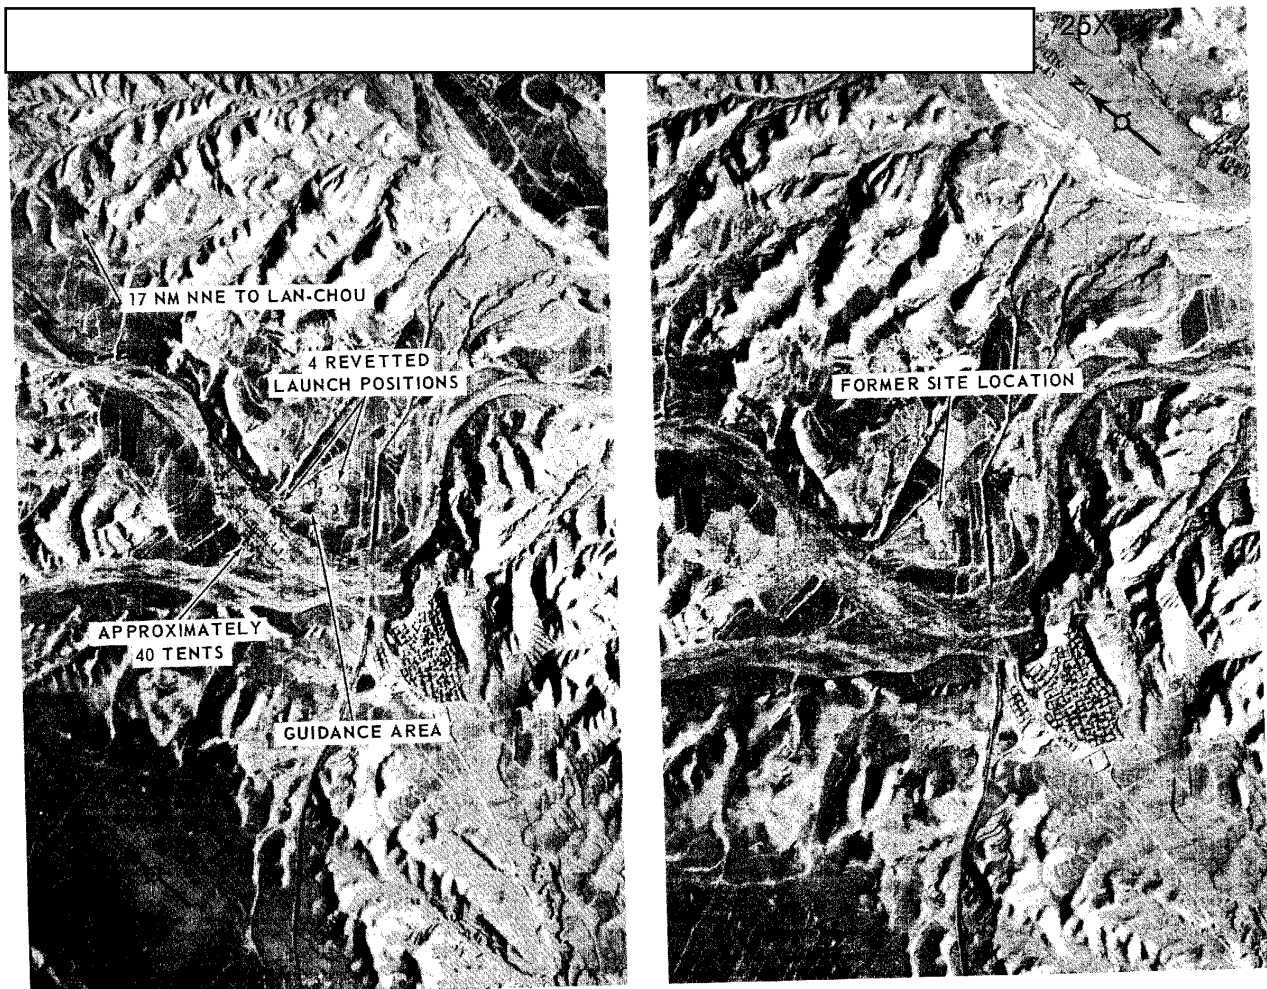 25X
N
17 NM NNE TO LAN-CHOU
4 REVETTED
LAUNCH POSITIONS
FORMER SITE LOCATION
APPROXIMATELY
40 TENTS
GUIDANCE AREA